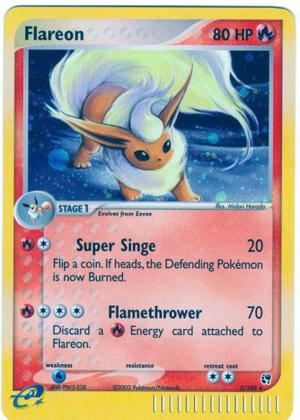 Flareon 80 HP
Illus. Midori Harada
STAGE 1
Evolves from Eevee
Super Singe 20
Flip a coin. If heads, the Defending Pokémon
is now Burned.
Flamethrower 70
Discard a Energy card attached to
Flareon.
weakness resistance retreat cost
©2003 Pokémon/Nintendo
5/100 ★
e